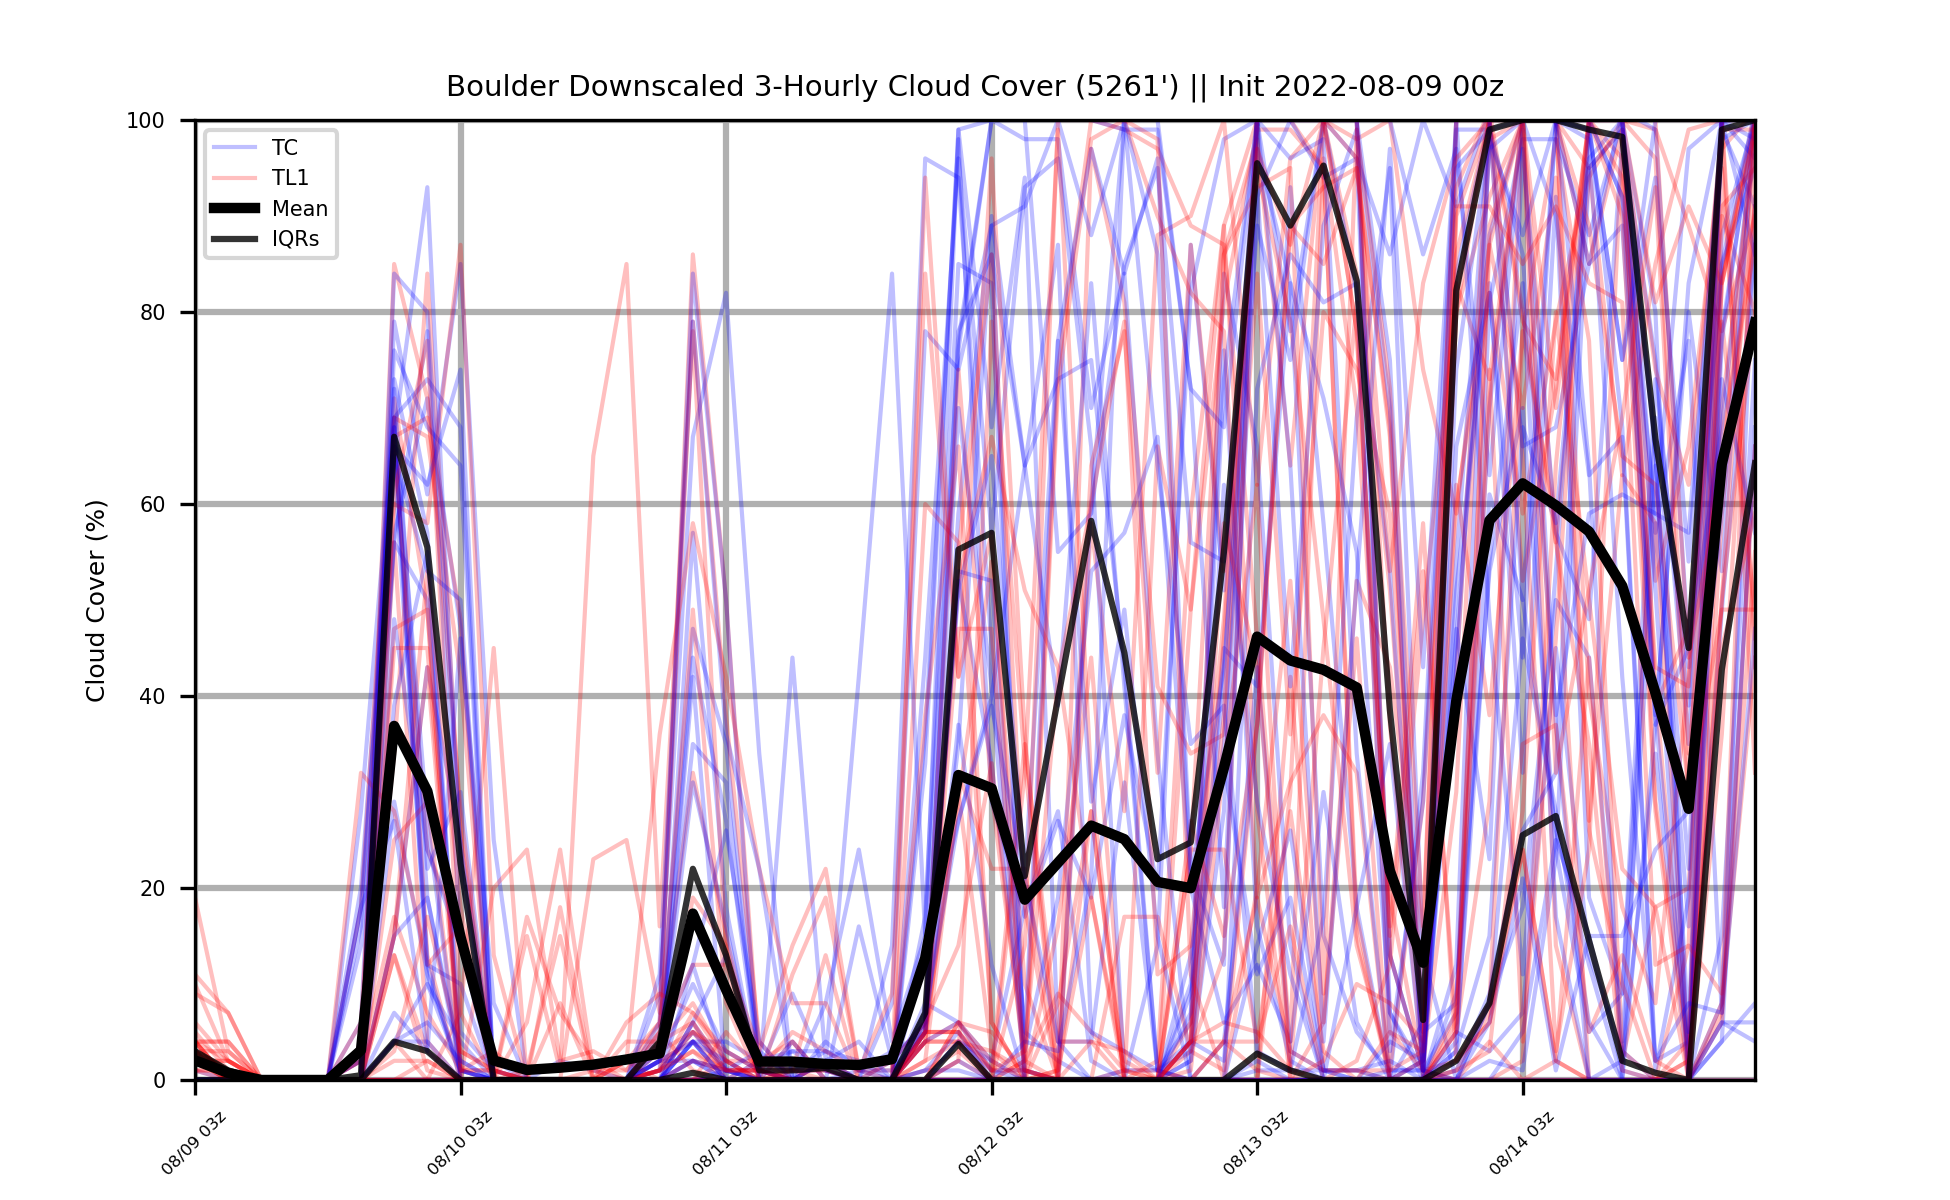 Boulder Downscaled 3-Hourly Cloud Cover (5261') || Init 2022-08-09 00z
TC
TL1
Mean
IQRs
Cloud Cover (%)
100
80
60
40
20
0
08/09 03z
08/10 03z
08/11 03z
08/12 03z
08/13 03z
08/14 03z